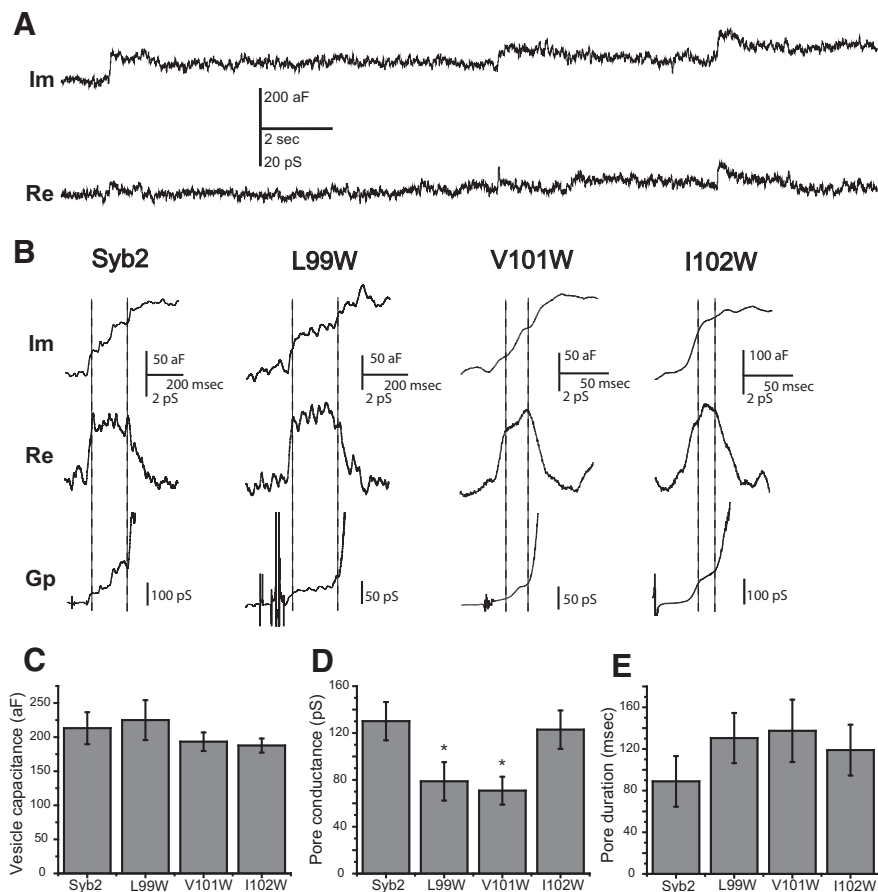 A
Im
200 aF
2 sec
20 pS
Re
B
Syb2 L99W V101W I102W
Im
50 aF
200 msec
2 pS
50 aF
200 msec
2 pS
50 aF
50 msec
2 pS
100 aF
50 msec
2 pS
Re
Gp
100 pS
50 pS
50 pS
100 pS
C
Vesicle capacitance (aF)
250
200
150
100
50
0
Syb2 L99W V101W I102W
D
Pore conductance (pS)
160
120
80
40
0
* *
Syb2 L99W V101W I102W
E
Pore duration (msec)
160
120
80
40
0
Syb2 L99W V101W I102W